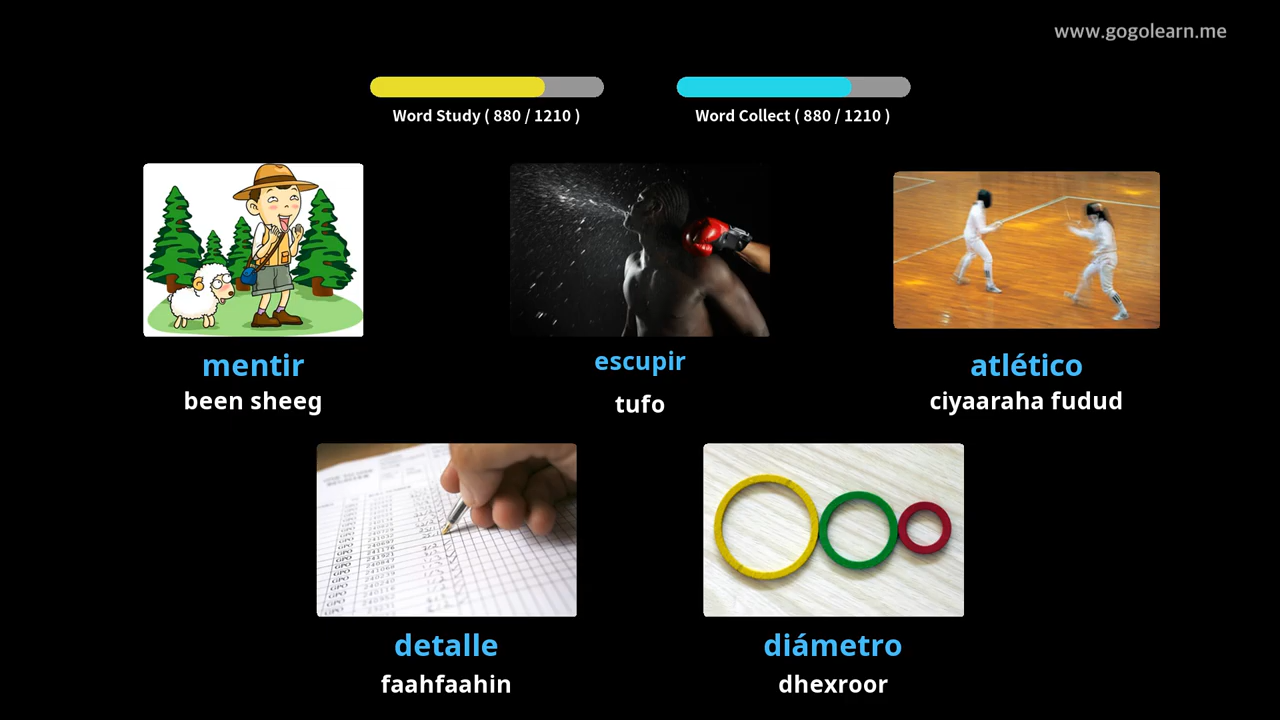 www.gogolearn.me
Word Study ( 880 / 1210 )
Word Collect ( 880 / 1210 )
mentir
been sheeg
escupir
tufo
atlético
ciyaaraha fudud
detalle
faahfaahin
diámetro
dhexroor